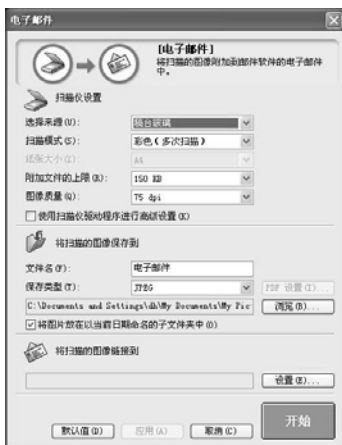 电子邮件
[电子邮件]
将扫描的图像附加到邮件软件的电子邮件
中。
扫描仪设置
选择来源(U): 稿台玻璃
扫描模式(S): 彩色(多次扫描)
纸张大小(Z): A4
附加文件的上限(R): 150 KB
图像质量(Q): 75 dpi
使用扫描仪驱动程序进行高级设置(K)
将扫描的图像保存到
文件名(F): 电子邮件
保存类型(T): JPEG PDF 设置(I)...
C:\Documents and Settings\dh\My Documents\My Pic 浏览(B)...
将图片放在以当前日期命名的子文件夹中(O)
将扫描的图像链接到
设置(E)...
默认值(D) 应用(A) 取消(C) 开始